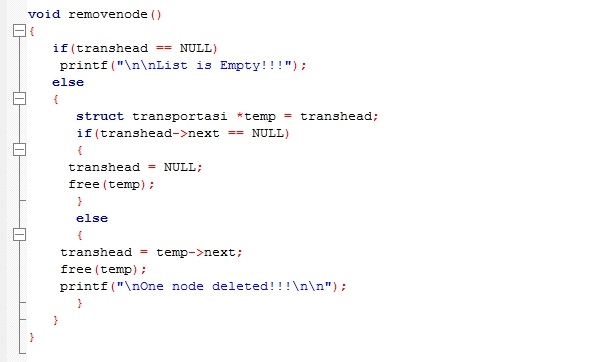 void removenode()
{
if(transhead == NULL)
printf("\n\nList is Empty!!!");
else
{
struct transportasi *temp = transhead;
if(transhead->next == NULL)
{
transhead = NULL;
free(temp);
}
else
{
transhead = temp->next;
free(temp);
printf("\nOne node deleted!!!\n\n");
}
}
}